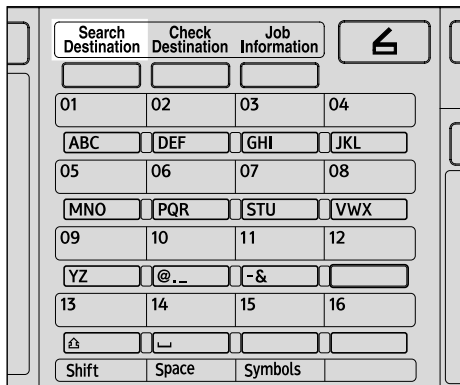 Search Destination Check Destination Job Information
01 02 03 04
ABC DEF GHI JKL
05 06 07 08
MNO PQR STU VWX
09 10 11 12
YZ @._ -&
13 14 15 16
Shift Space Symbols